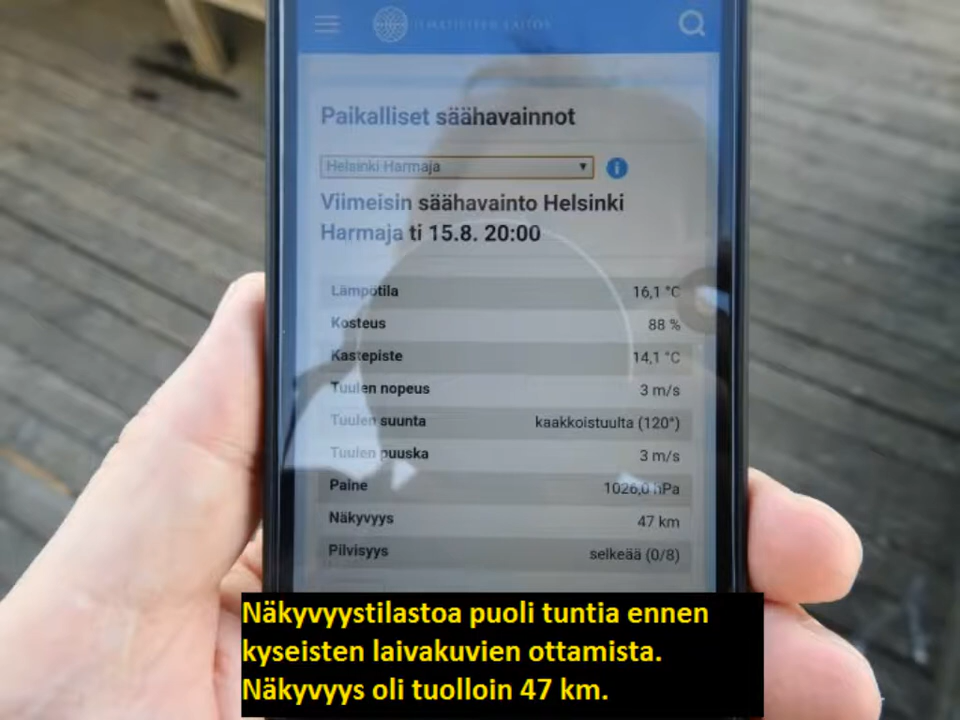 ILMATIETEEN LAITOS
Paikalliset säähavainnot
Helsinki Harmaja
Viimeisin säähavainto Helsinki
Harmaja ti 15.8. 20:00
Lämpötila 16,1 °C
Kosteus 88 %
Kastepiste 14,1 °C
Tuulen nopeus 3 m/s
Tuulen suunta kaakkoistuulta (120°)
Tuulen puuska 3 m/s
Paine 1026,0 hPa
Näkyvyys 47 km
Pilvisyys selkeää (0/8)
Näkyvyystilastoa puoli tuntia ennen
kyseisten laivakuvien ottamista.
Näkyvyys oli tuolloin 47 km.